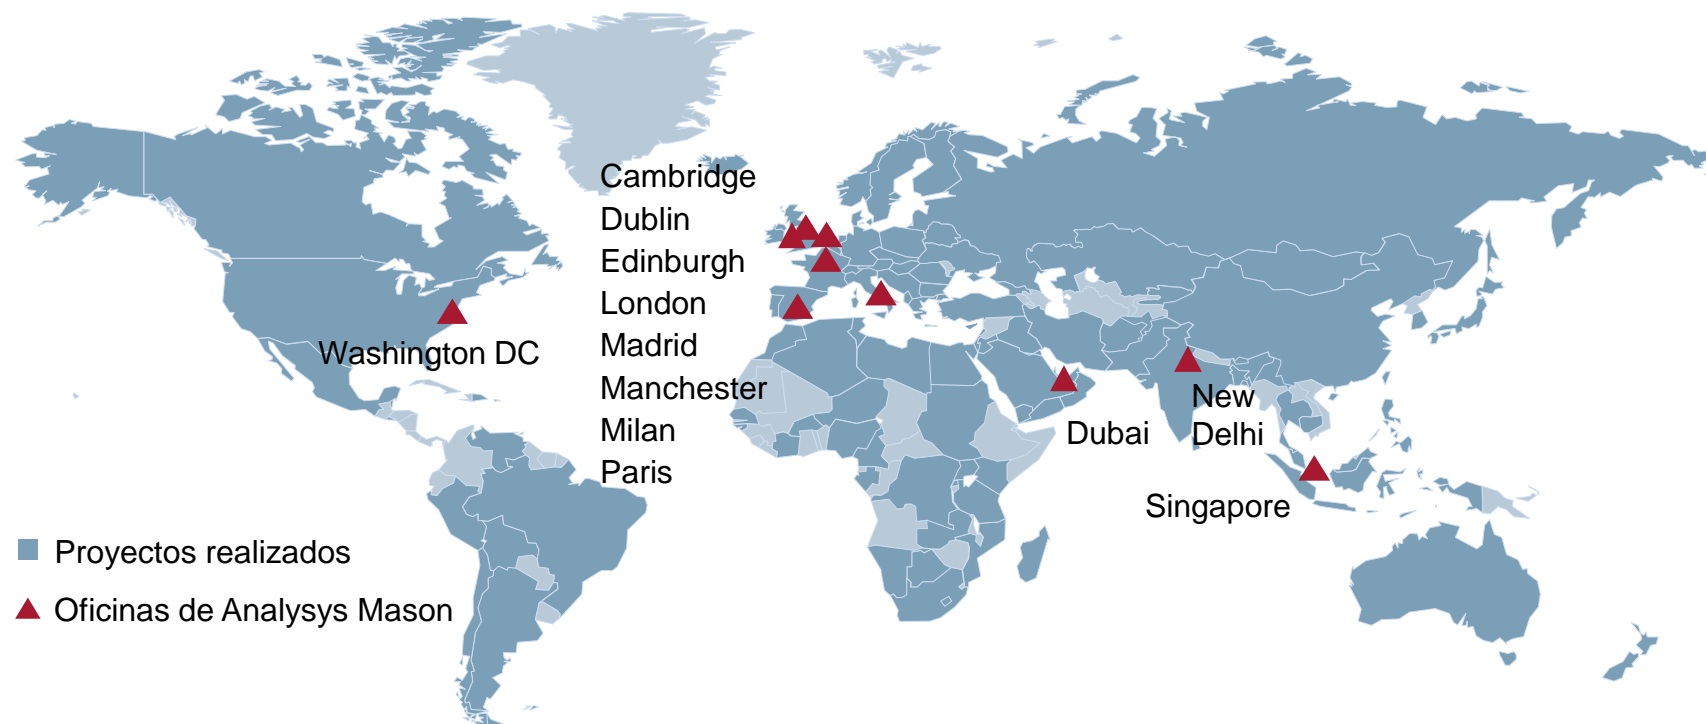 Cambridge
Dublin
Edinburgh
London
Madrid
Manchester
Milan
Paris
Washington DC
Dubai
New
Delhi
Singapore
Proyectos realizados
Oficinas de Analysys Mason